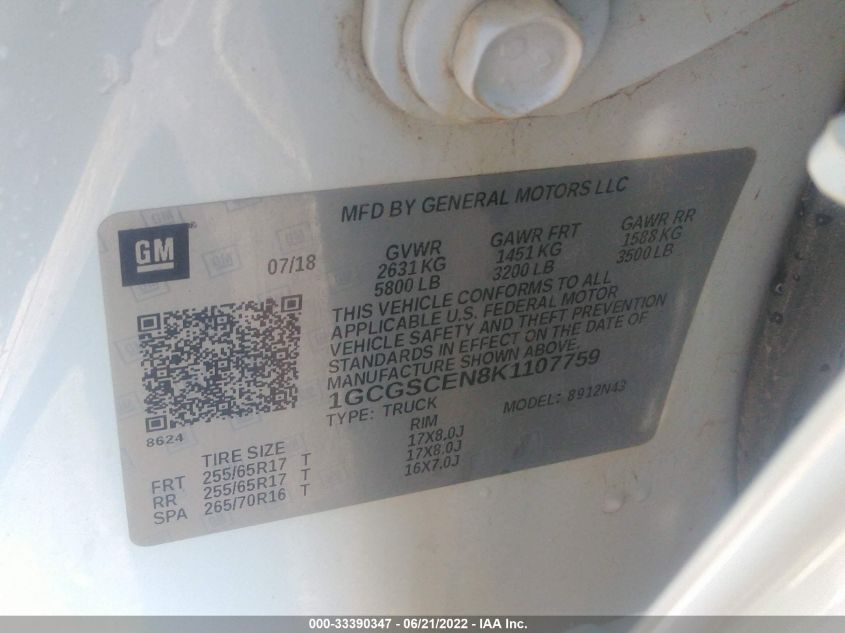 MFD BY GENERAL MOTORS LLC
GM
07/18
GVWR GAWR FRT GAWR RR
2631 KG 1451 KG 1588 KG
5800 LB 3200 LB 3500 LB
THIS VEHICLE CONFORMS TO ALL
APPLICABLE U.S. FEDERAL MOTOR
VEHICLE SAFETY AND THEFT PREVENTION
STANDARDS IN EFFECT ON THE DATE OF
MANUFACTURE SHOWN ABOVE.
1GCGSCEN8K1107759
TYPE: TRUCK MODEL: 8912N43
8624
TIRE SIZE RIM
FRT 255/65R17 T 17X8.0J
RR 255/65R17 T 17X8.0J
SPA 265/70R16 T 16X7.0J
000-33390347 - 06/21/2022 - IAA Inc.